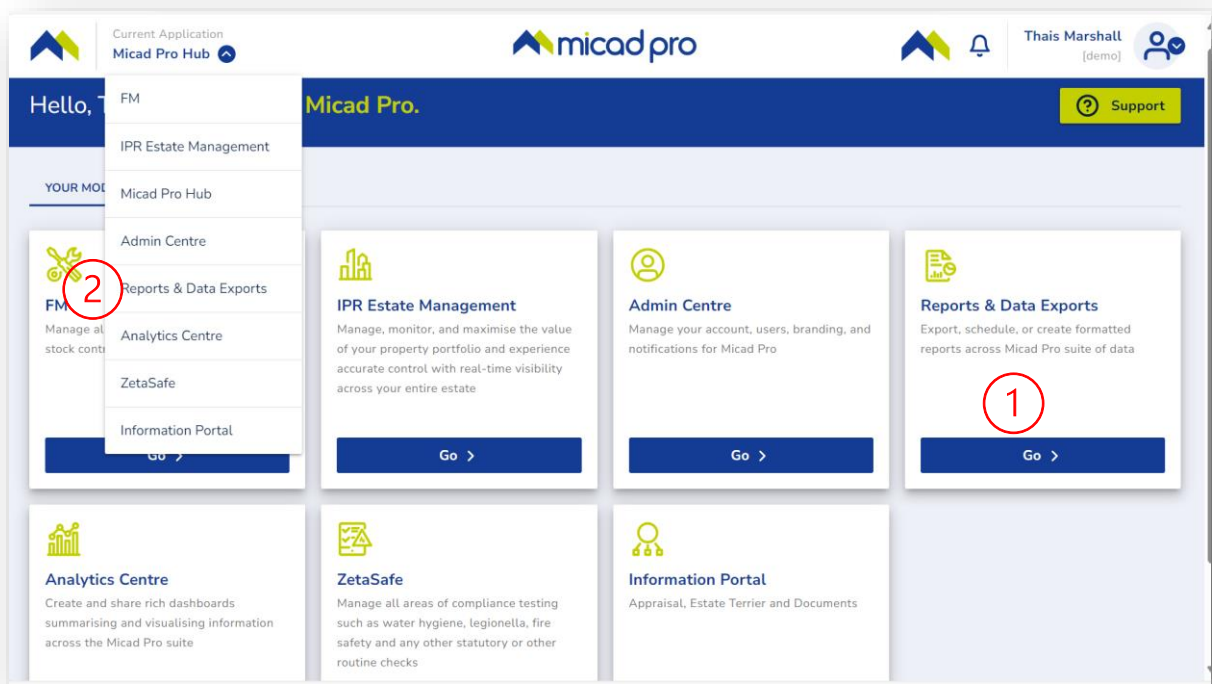 Current Application
Micad Pro Hub
micad pro
Thais Marshall
[demo]
Hello, Micad Pro.
Support
FM
IPR Estate Management
Micad Pro Hub
Admin Centre
Reports & Data Exports
Analytics Centre
ZetaSafe
Information Portal
YOUR
2
1
FM
Manage
stock
Go >
IPR Estate Management
Manage, monitor, and maximise the value
of your property portfolio and experience
accurate control with real-time visibility
across your entire estate
Go >
Admin Centre
Manage your account, users, branding, and
notifications for Micad Pro
Go >
Reports & Data Exports
Export, schedule, or create formatted
reports across Micad Pro suite of data
Go >
Analytics Centre
Create and share rich dashboards
summarising and visualising information
across the Micad Pro suite
ZetaSafe
Manage all areas of compliance testing
such as water hygiene, legionella, fire
safety and any other statutory or other
routine checks
Information Portal
Appraisal, Estate Terrier and Documents